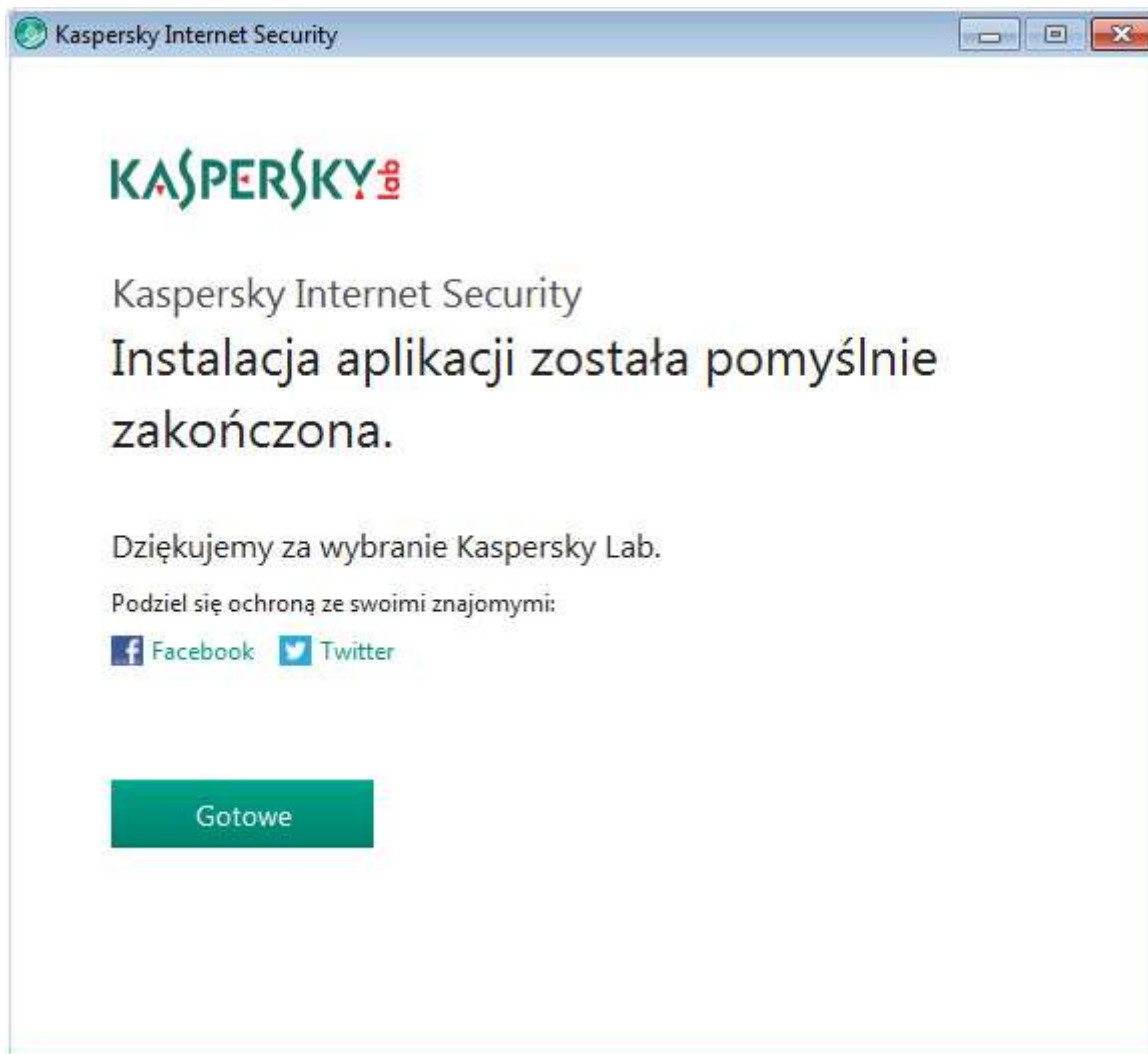 Kaspersky Internet Security
KASPERSKY lab
Kaspersky Internet Security
Instalacja aplikacji została pomyślnie
zakończona.
Dziękujemy za wybranie Kaspersky Lab.
Podziel się ochroną ze swoimi znajomymi:
Facebook Twitter
Gotowe